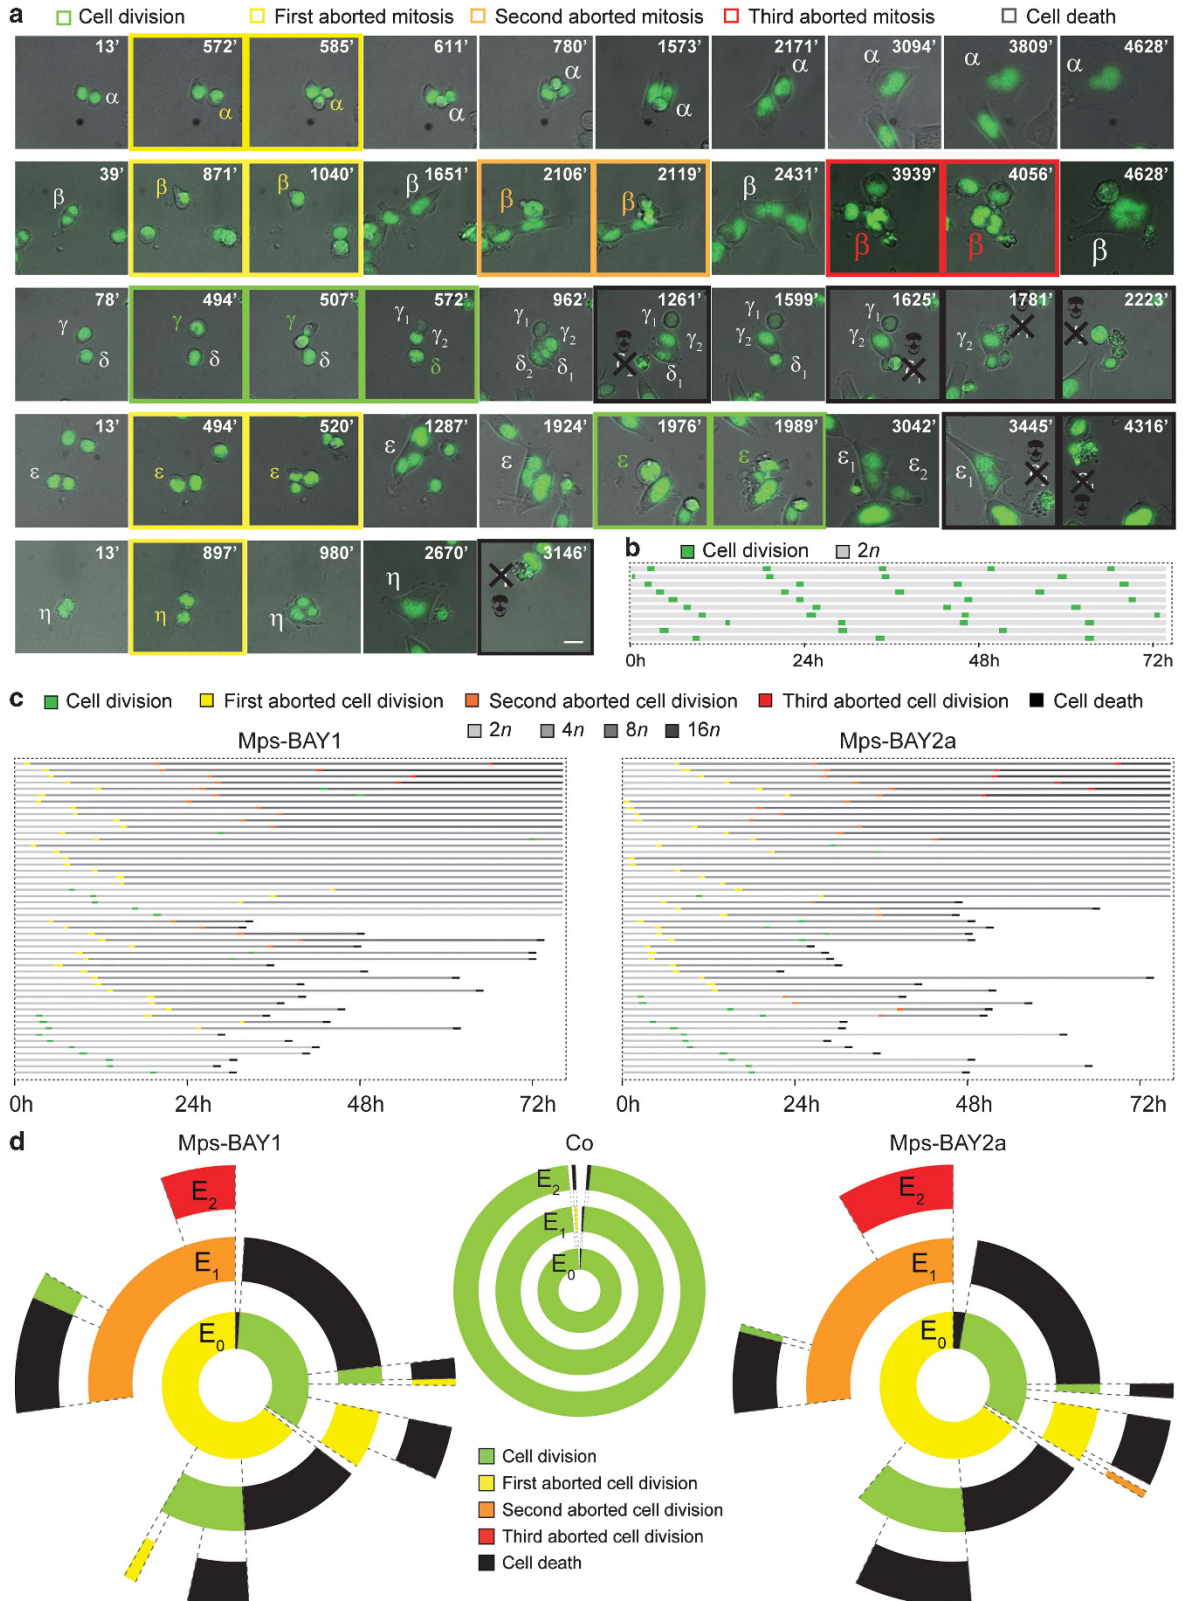 a
Cell division
First aborted mitosis
Second aborted mitosis
Third aborted mitosis
Cell death
13’ 572’ 585’ 611’ 780’ 1573’ 2171’ 3094’ 3809’ 4628’
α α α α α α α α α α
39’ 871’ 1040’ 1651’ 2106’ 2119’ 2431’ 3939’ 4056’ 4628’
β β β β β β β β β β
78’ 494’ 507’ 572’ 962’ 1261’ 1599’ 1625’ 1781’ 2223’
γ γ γ γ1 γ1 γ1 γ1
γ2 γ2 γ2 γ2 γ2
δ δ δ δ δ2 δ1 δ1 δ1
13’ 494’ 520’ 1287’ 1924’ 1976’ 1989’ 3042’ 3445’ 4316’
ε ε ε ε ε ε ε ε1 ε2 ε1
13’ 897’ 980’ 2670’ 3146’
η η η η
b
Cell division
2n
0h 24h 48h 72h
c
Cell division
First aborted cell division
Second aborted cell division
Third aborted cell division
Cell death
2n 4n 8n 16n
Mps-BAY1
Mps-BAY2a
0h 24h 48h 72h
0h 24h 48h 72h
d
Mps-BAY1
Co
Mps-BAY2a
E2
E1
E0
E2
E1
E0
E2
E1
E0
Cell division
First aborted cell division
Second aborted cell division
Third aborted cell division
Cell death